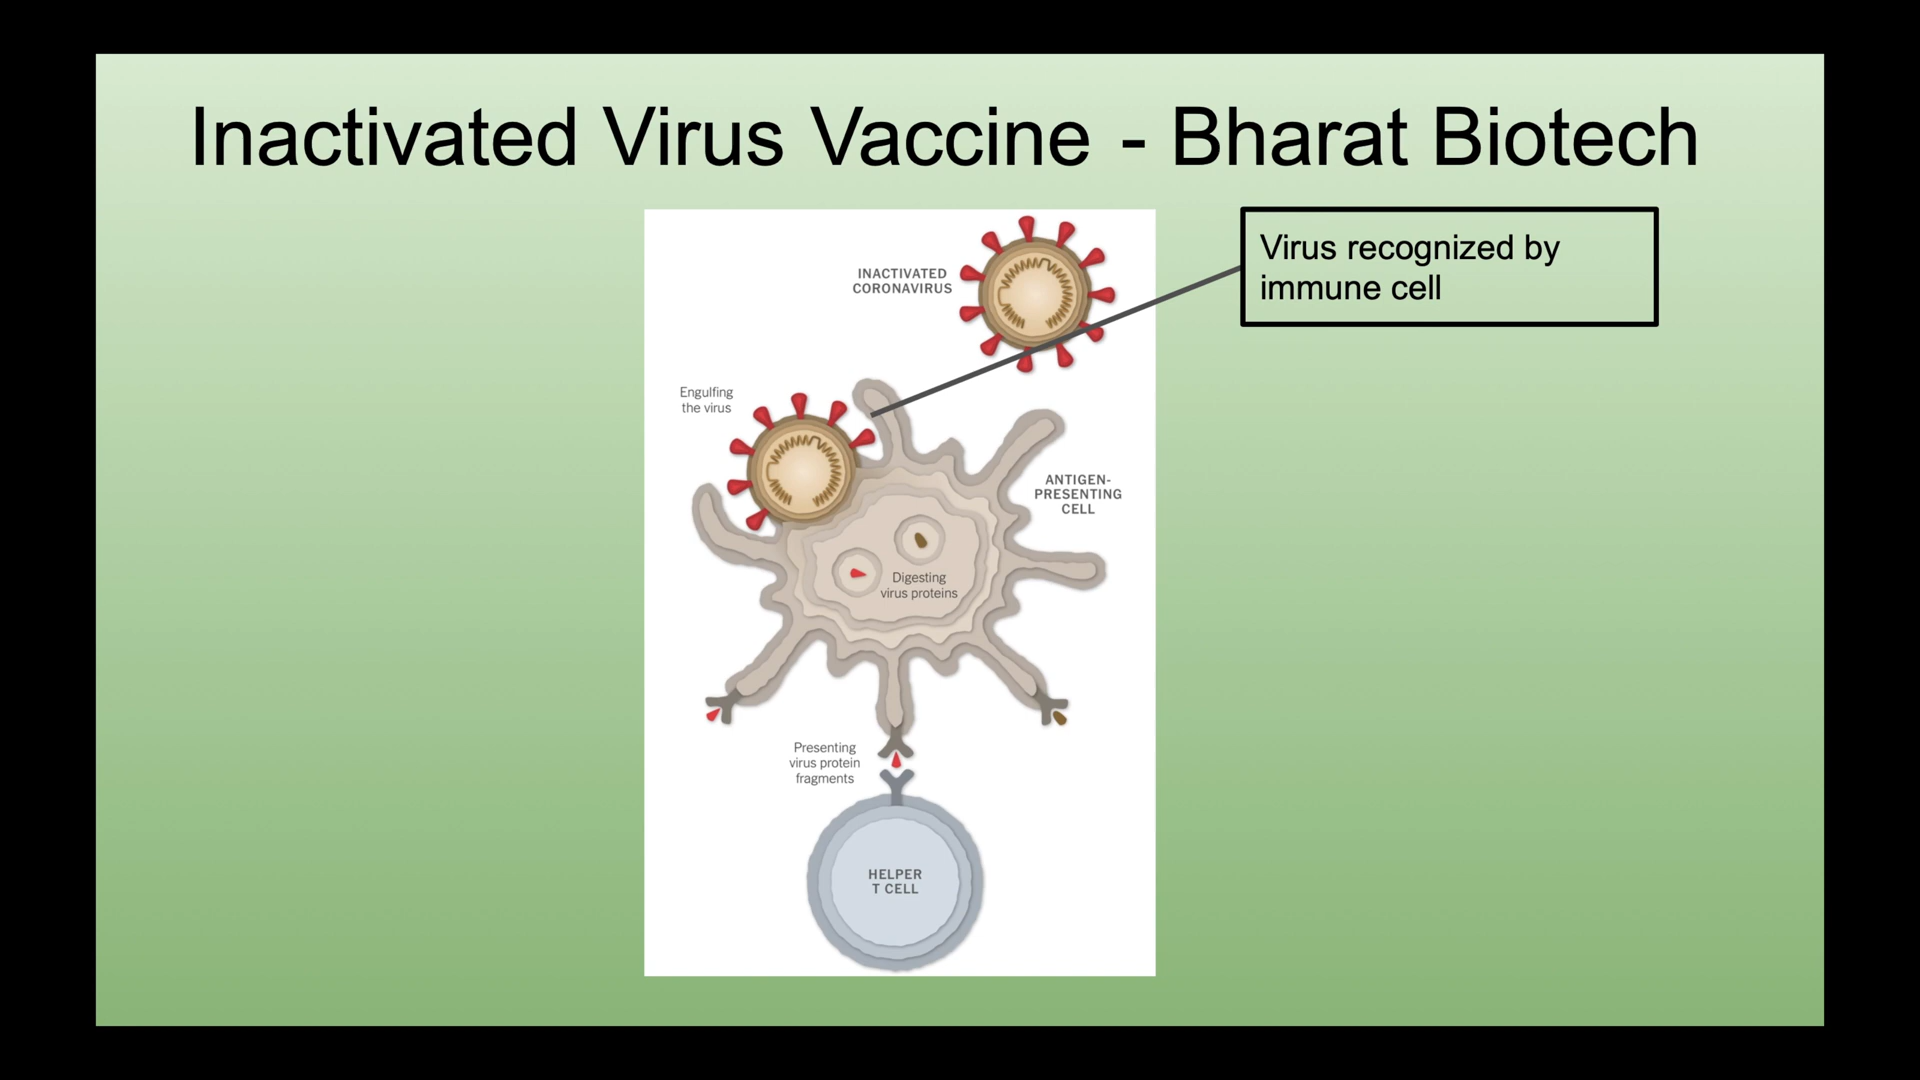 Inactivated Virus Vaccine - Bharat Biotech
Virus recognized by
immune cell
INACTIVATED
CORONAVIRUS
Engulfing
the virus
ANTIGEN-
PRESENTING
CELL
Digesting
virus proteins
Presenting
virus protein
fragments
HELPER
T CELL